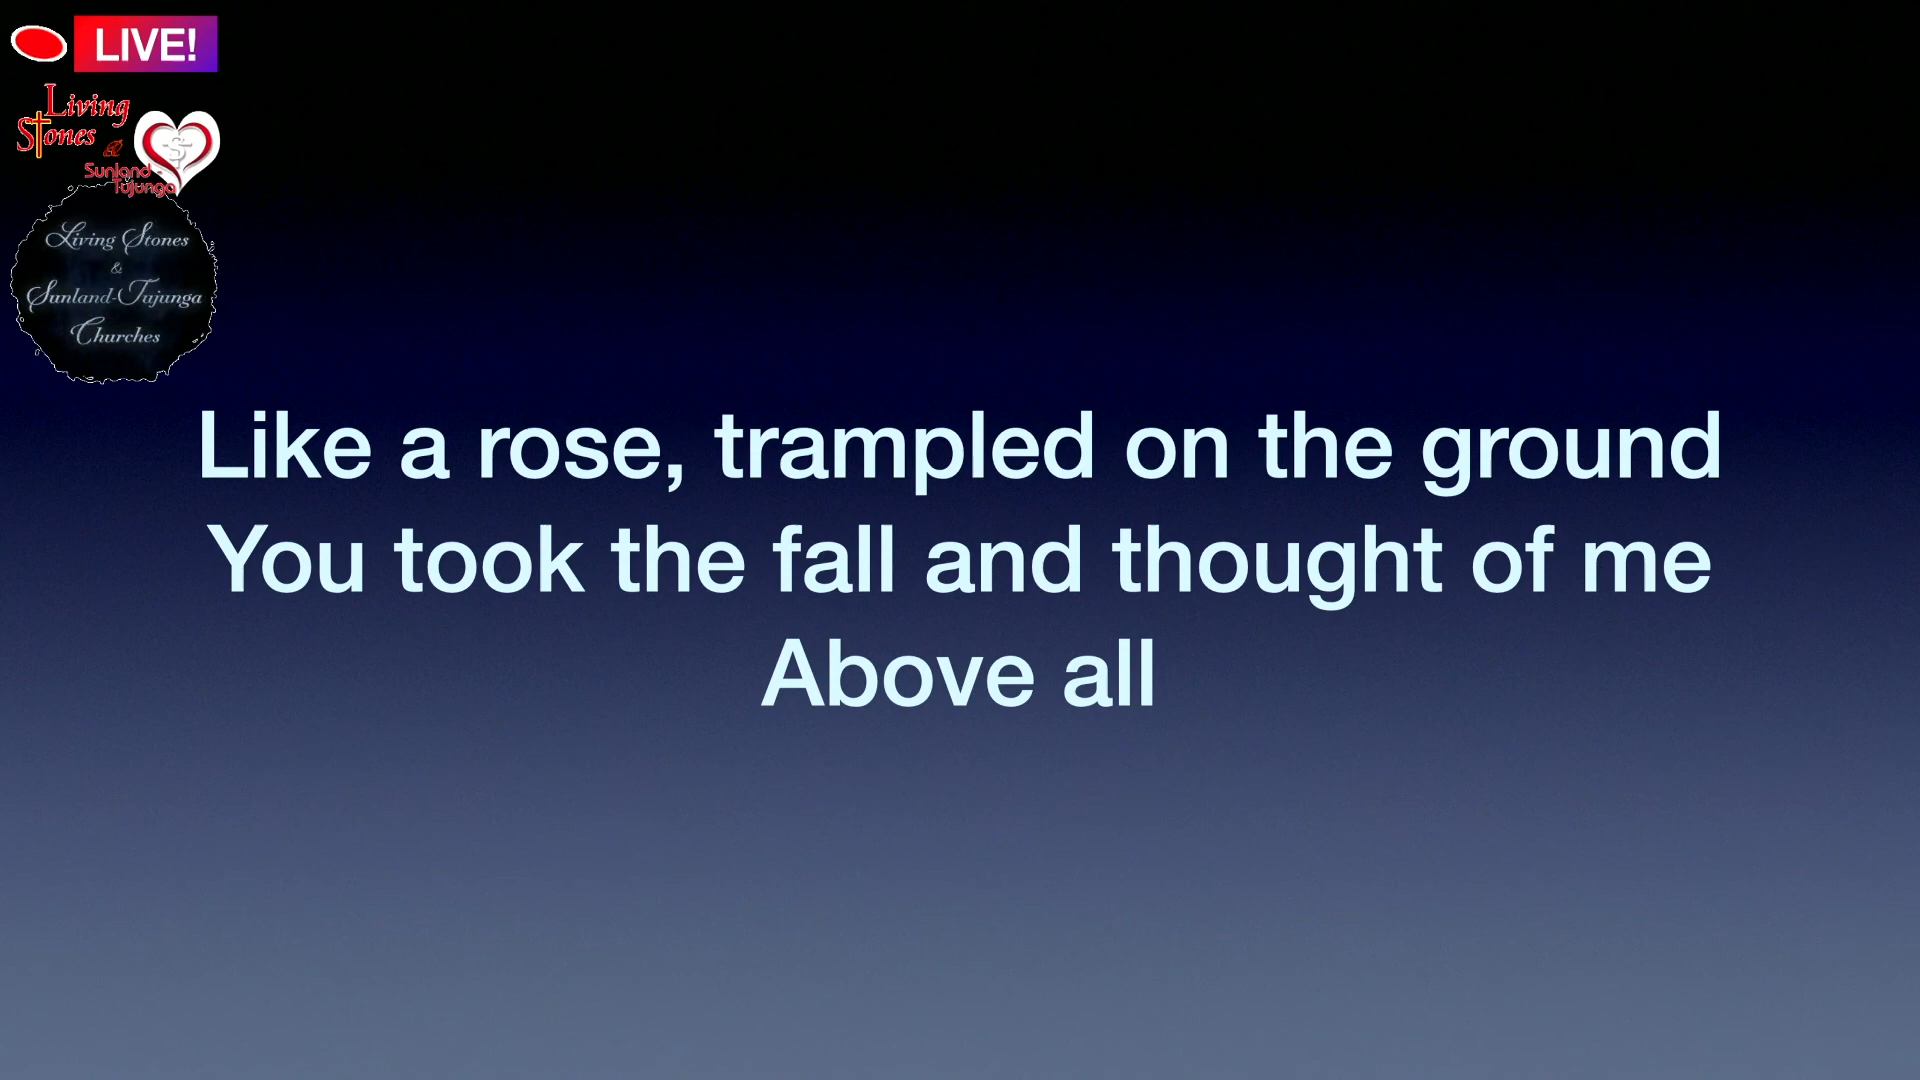 LIVE!
Living
Stones
&
Sunland-
Tujunga
Living Stones
&
Sunland-Tujunga
Churches
Like a rose, trampled on the ground
You took the fall and thought of me
Above all